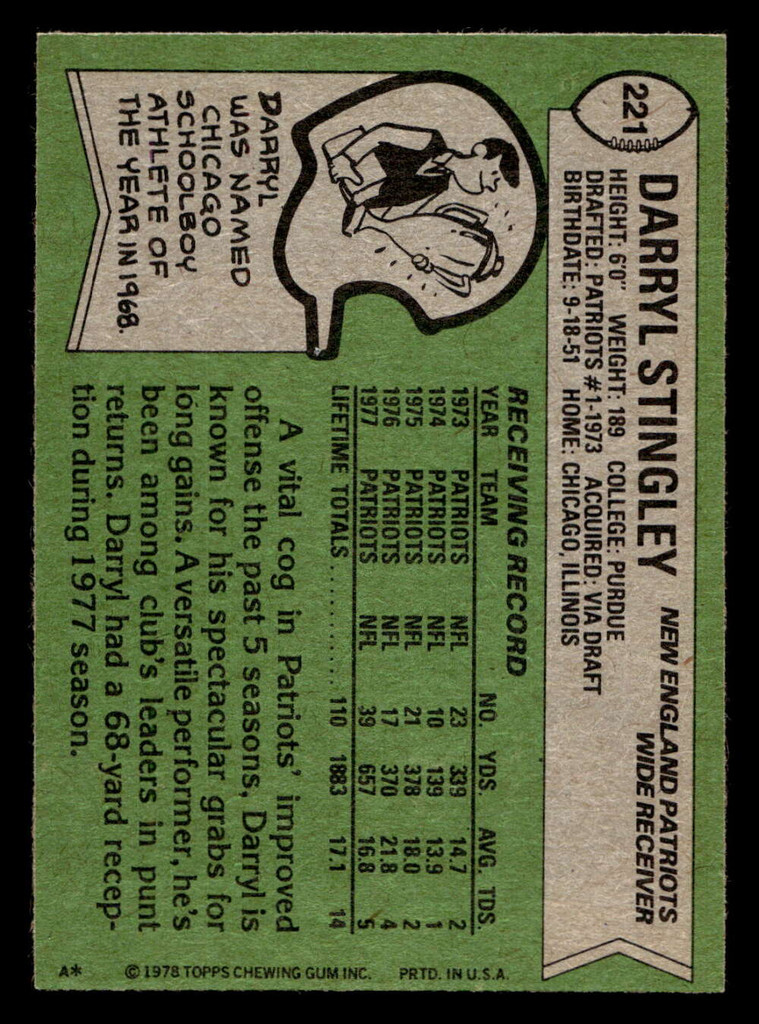 221
DARRYL STINGLEY
NEW ENGLAND PATRIOTS
WIDE RECEIVER
HEIGHT: 6'0" WEIGHT: 189 COLLEGE: PURDUE
DRAFTED: PATRIOTS #1-1973 ACQUIRED: VIA DRAFT
BIRTHDATE: 9-18-51 HOME: CHICAGO, ILLINOIS
DARRYL
WAS NAMED
CHICAGO
SCHOOLBOY
ATHLETE OF
THE YEAR IN 1968.
RECEIVING RECORD
YEAR TEAM NO. YDS. AVG. TDS.
1973 PATRIOTS NFL 23 339 14.7 2
1974 PATRIOTS NFL 10 139 13.9 1
1975 PATRIOTS NFL 21 378 18.0 2
1976 PATRIOTS NFL 17 370 21.8 4
1977 PATRIOTS NFL 39 657 16.8 5
LIFETIME TOTALS ............ 110 1883 17.1 14
A vital cog in Patriots' improved
offense the past 5 seasons, Darryl is
known for his spectacular grabs for
long gains. A versatile performer, he's
been among club's leaders in punt
returns. Darryl had a 68-yard recep-
tion during 1977 season.
A* © 1978 TOPPS CHEWING GUM INC. PRTD. IN U.S.A.